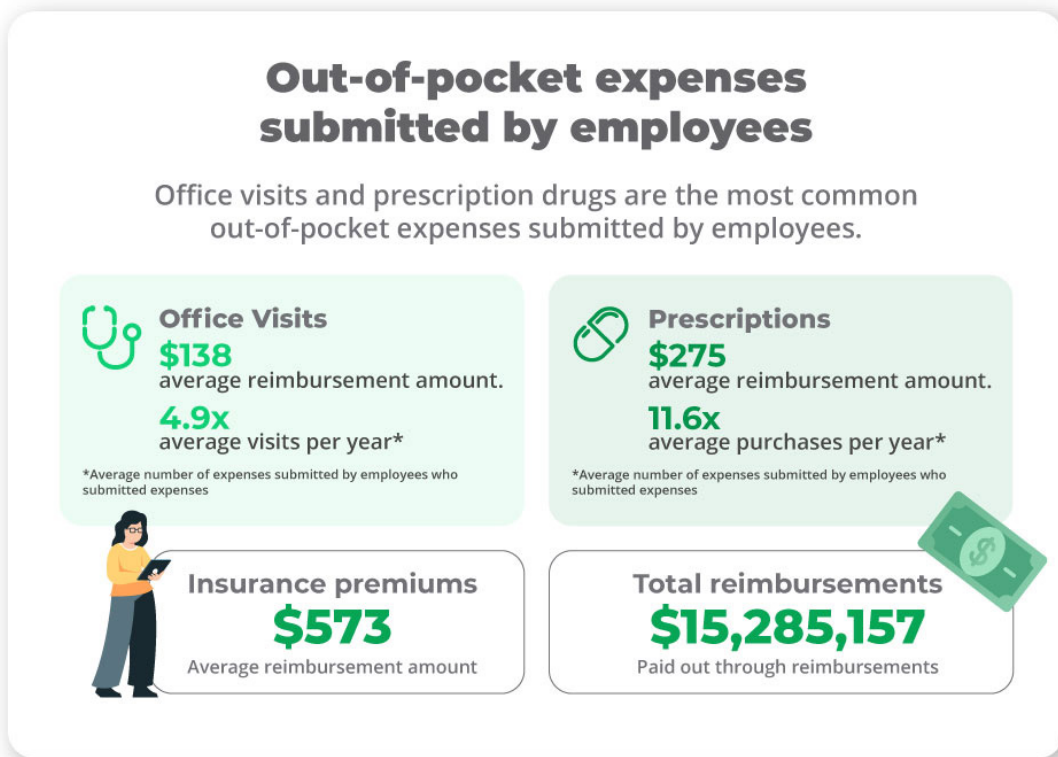 Out-of-pocket expenses
submitted by employees
Office visits and prescription drugs are the most common
out-of-pocket expenses submitted by employees.
Office Visits
$138
average reimbursement amount.
4.9x
average visits per year*
*Average number of expenses submitted by employees who
submitted expenses
Prescriptions
$275
average reimbursement amount.
11.6x
average purchases per year*
*Average number of expenses submitted by employees who
submitted expenses
Insurance premiums
$573
Average reimbursement amount
Total reimbursements
$15,285,157
Paid out through reimbursements
$